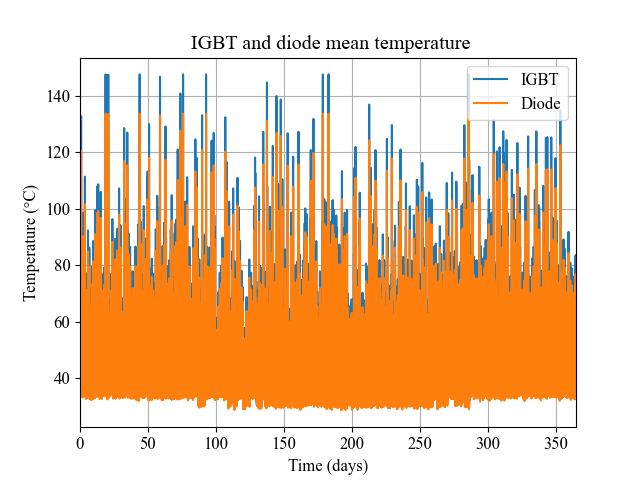 IGBT and diode mean temperature
IGBT
Diode
Temperature (°C)
140
120
100
80
60
40
0 50 100 150 200 250 300 350
Time (days)